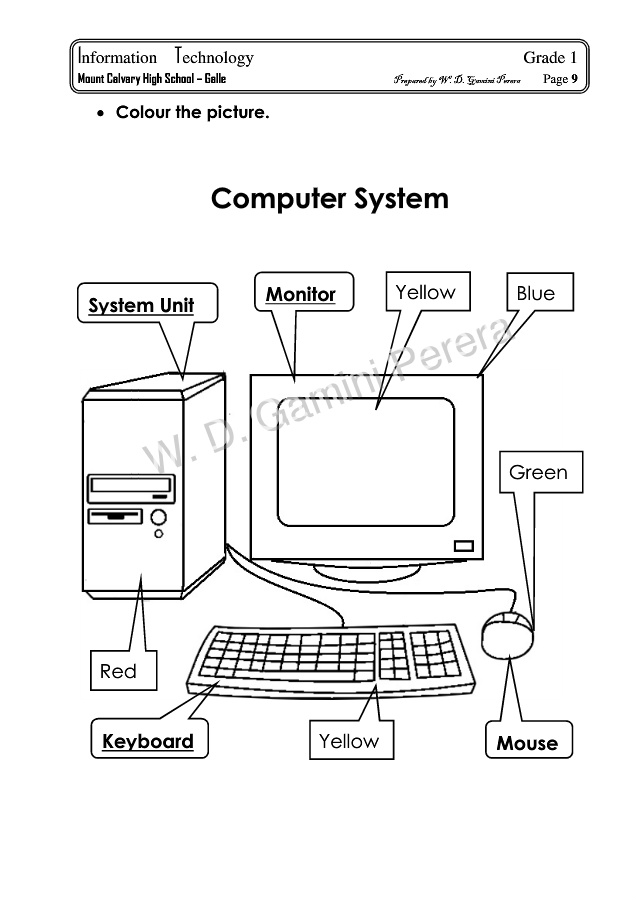 Information Technology Grade 1
Mount Calvary High School – Galle Prepared by W. D. Gamini Perera Page 9
• Colour the picture.
Computer System
System Unit
Monitor
Yellow
Blue
W. D. Gamini Perera
Green
Red
Keyboard
Yellow
Mouse